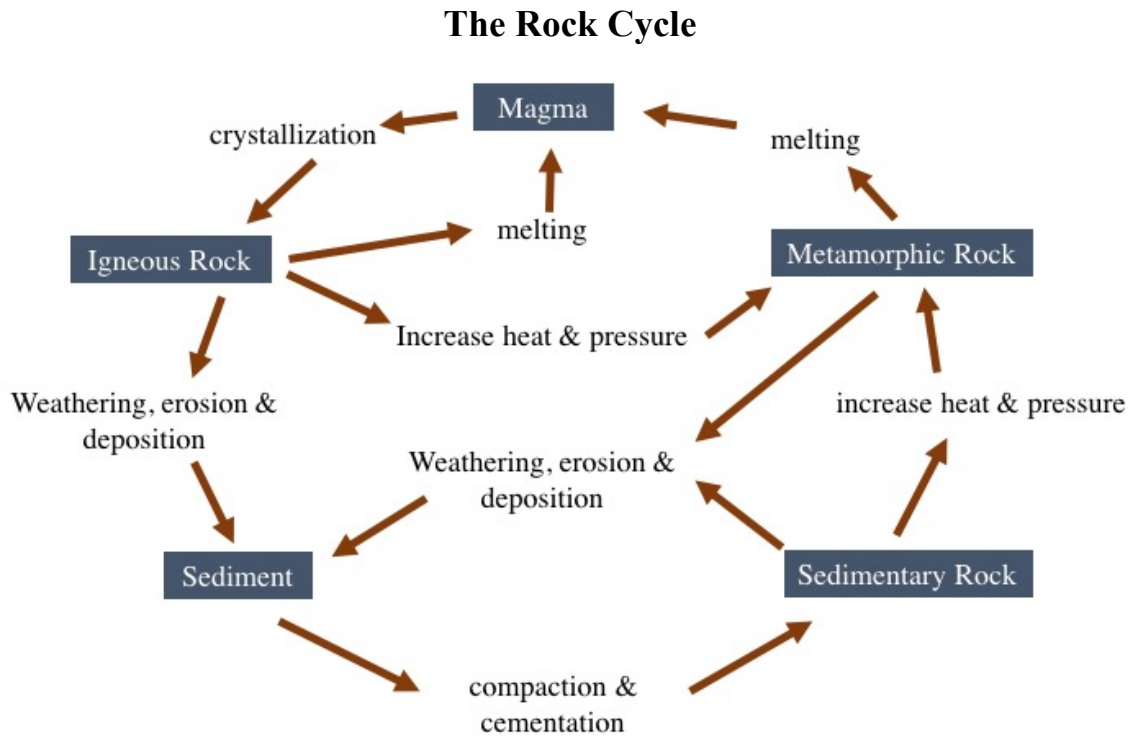 The Rock Cycle
Magma
crystallization
melting
melting
Igneous Rock
Metamorphic Rock
Increase heat & pressure
Weathering, erosion &
deposition
increase heat & pressure
Weathering, erosion &
deposition
Sediment
Sedimentary Rock
compaction &
cementation